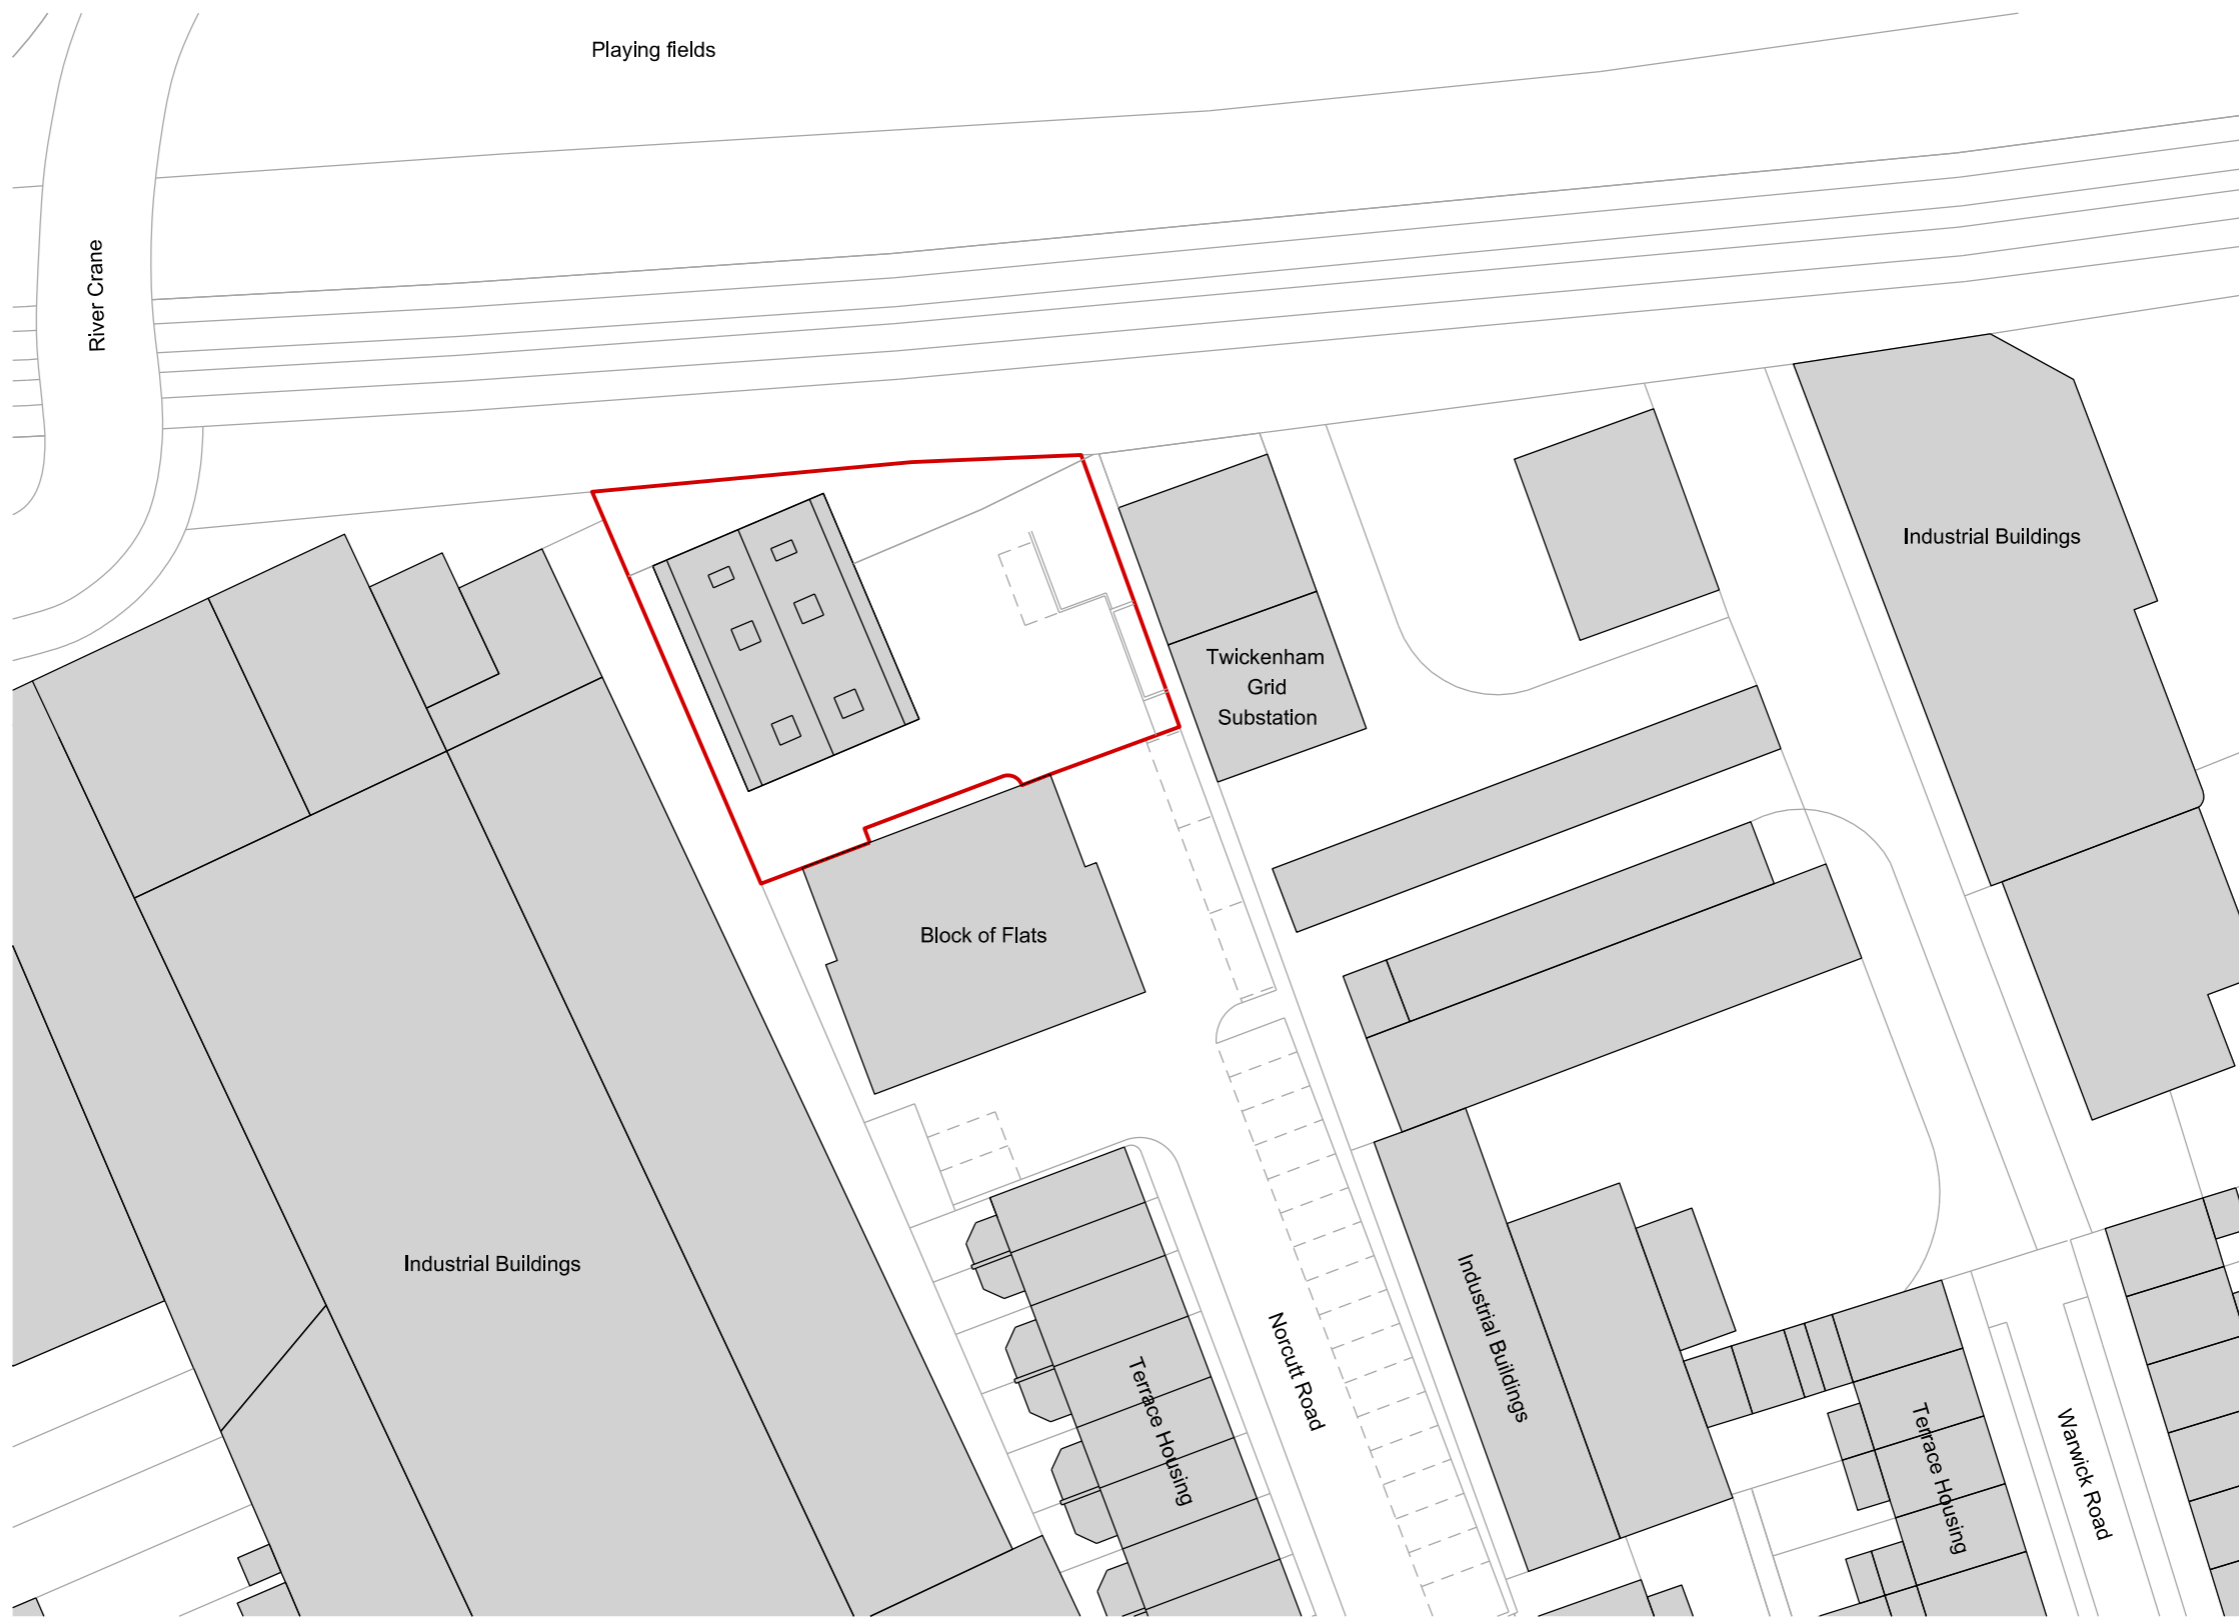 Playing fields
River Crane
Industrial Buildings
Twickenham
Grid
Substation
Block of Flats
Industrial Buildings
Industrial Buildings
Norcutt Road
Terrace Housing
Terrace Housing
Warwick Road